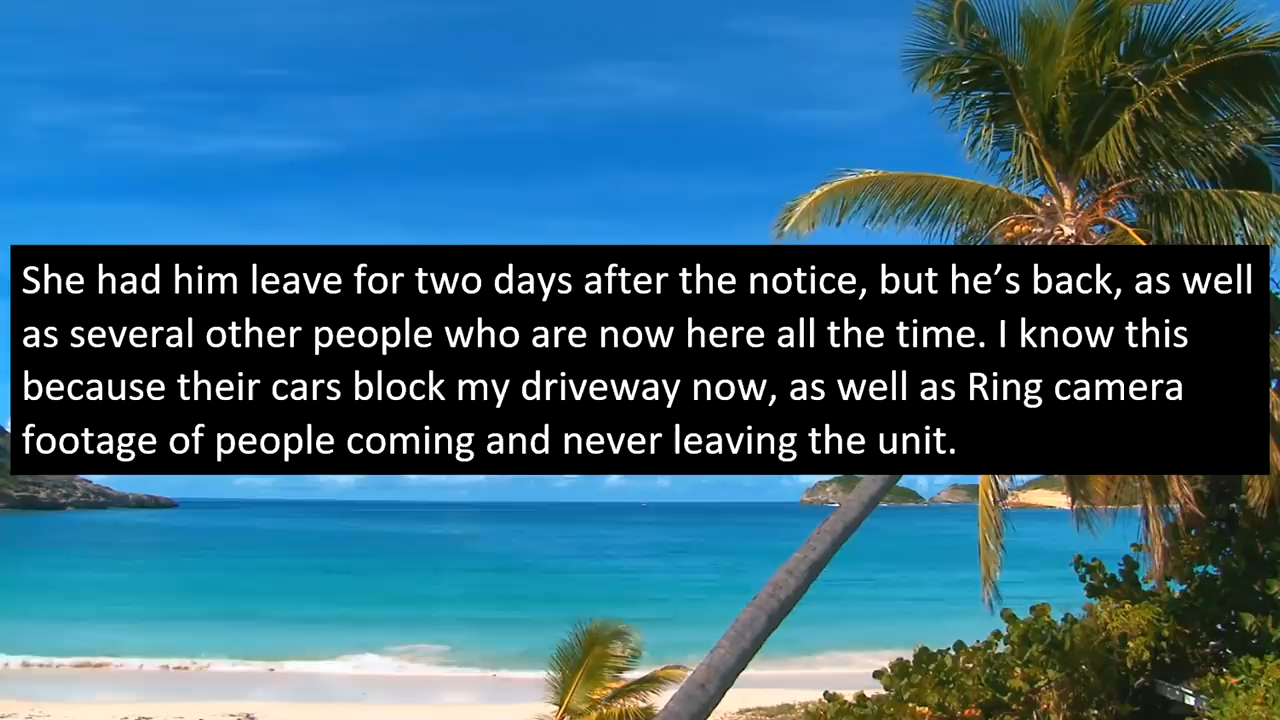 She had him leave for two days after the notice, but he’s back, as well
as several other people who are now here all the time. I know this
because their cars block my driveway now, as well as Ring camera
footage of people coming and never leaving the unit.